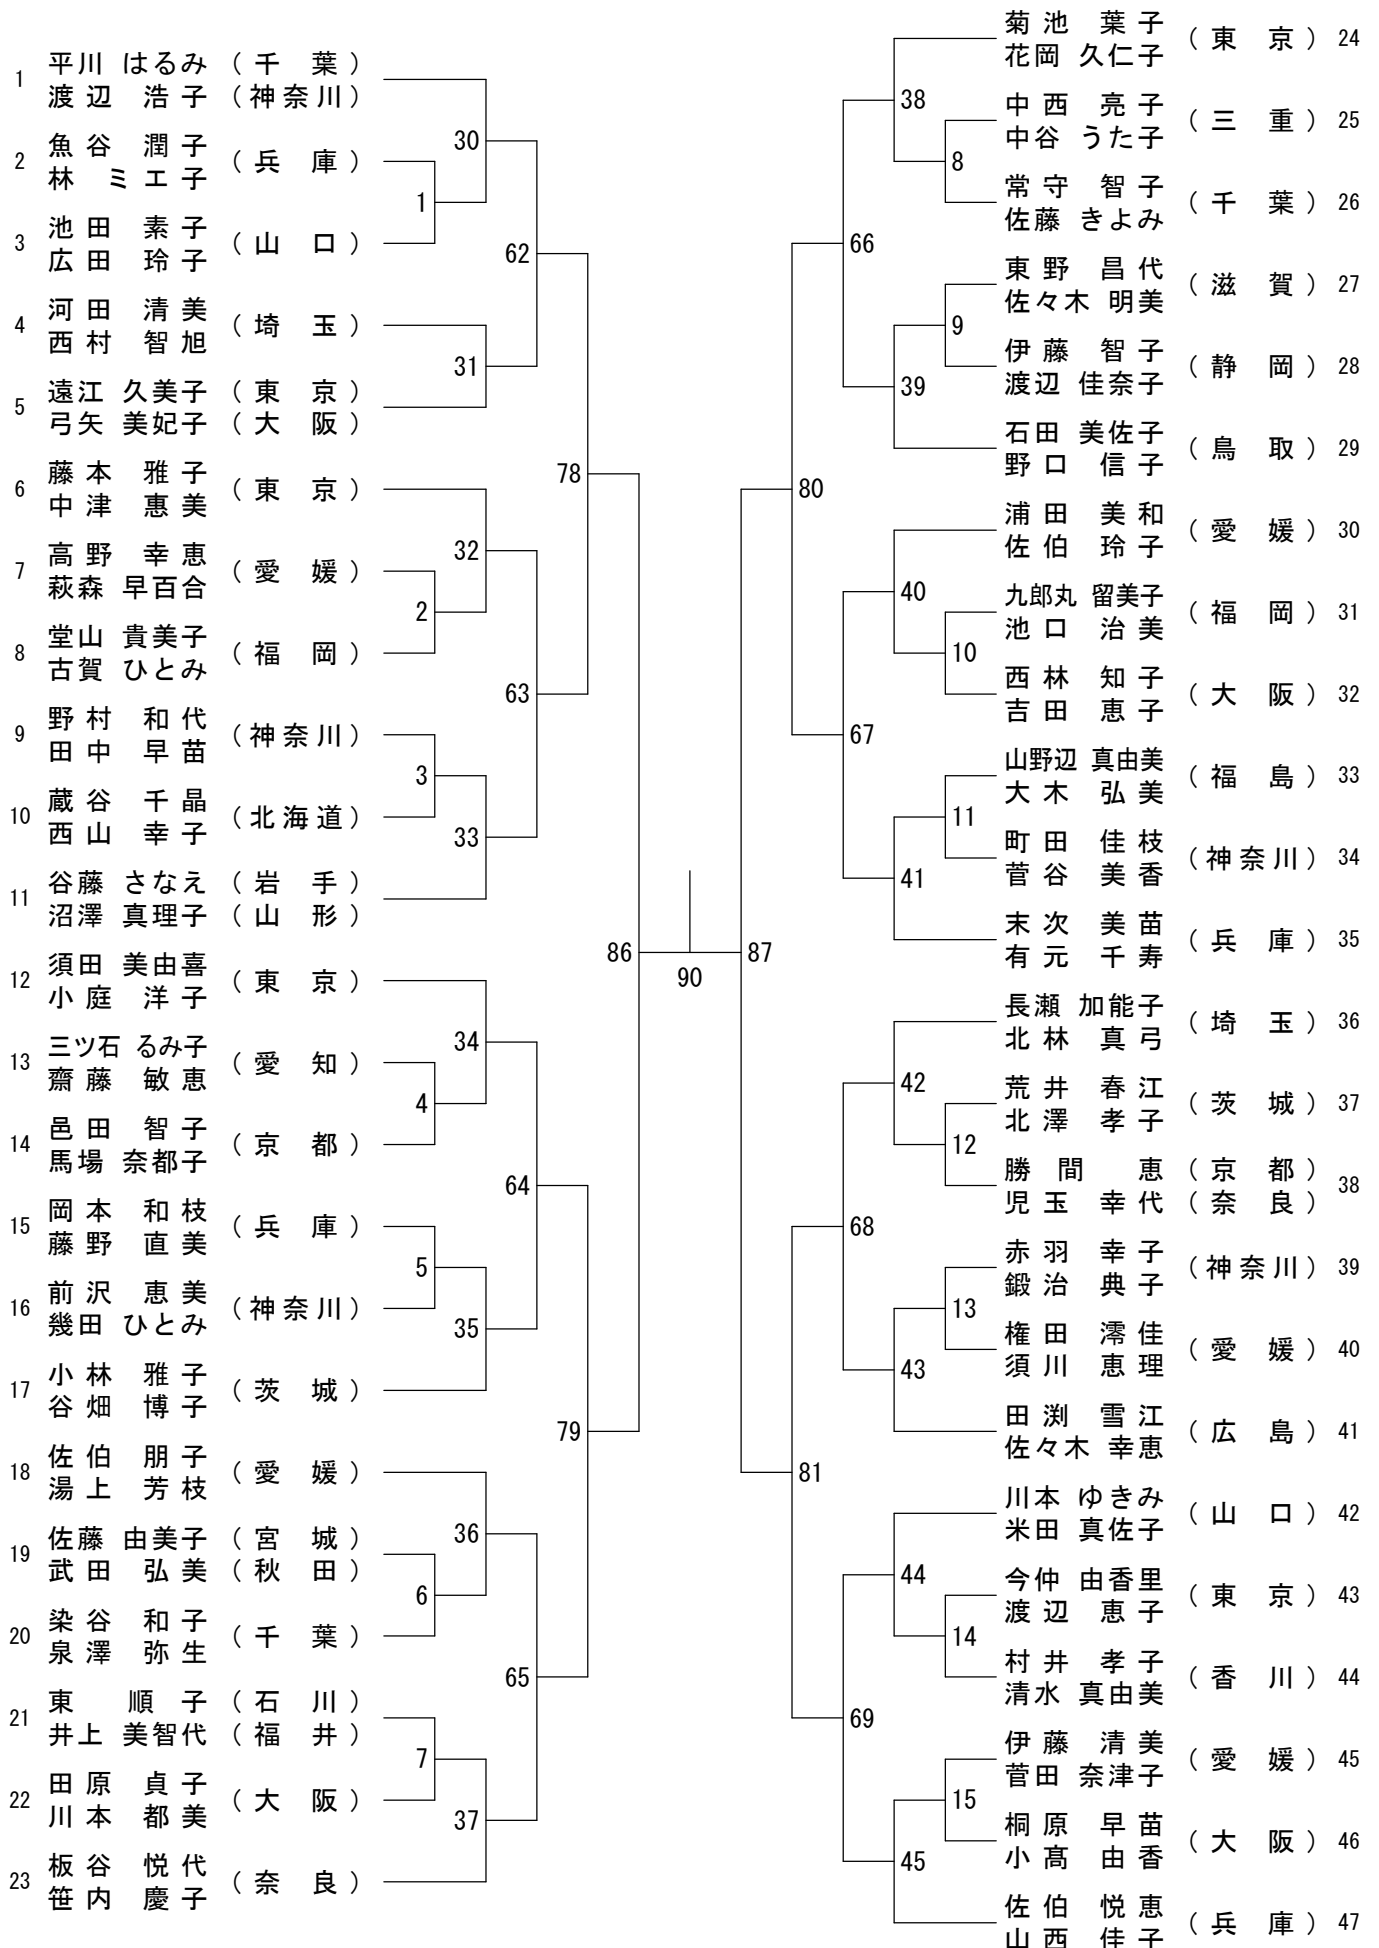 1 平川 はるみ (千葉)
渡辺 浩子 (神奈川)
2 魚谷 潤子 (兵庫)
林 ミエ子
3 池田 素子 (山口)
広田 玲子
4 河田 清美 (埼玉)
西村 智旭
5 遠江 久美子 (東京)
弓矢 美妃子 (大阪)
6 藤本 雅子 (東京)
中津 惠美
7 高野 幸恵 (愛媛)
萩森 早百合
8 堂山 貴美子 (福岡)
古賀 ひとみ
9 野村 和代 (神奈川)
田中 早苗
10 蔵谷 千晶 (北海道)
西山 幸子
11 谷藤 さなえ (岩手)
沼澤 真理子 (山形)
12 須田 美由喜 (東京)
小庭 洋子
13 三ツ石 るみ子 (愛知)
齋藤 敏恵
14 邑田 智子 (京都)
馬場 奈都子
15 岡本 和枝 (兵庫)
藤野 直美
16 前沢 恵美 (神奈川)
幾田 ひとみ
17 小林 雅子 (茨城)
谷畑 博子
18 佐伯 朋子 (愛媛)
湯上 芳枝
19 佐藤 由美子 (宮城)
武田 弘美 (秋田)
20 染谷 和子 (千葉)
泉澤 弥生
21 東 順子 (石川)
井上 美智代 (福井)
22 田原 貞子 (大阪)
川本 都美
23 板谷 悦代 (奈良)
笹内 慶子
30
1
62
31
78
32
2
63
3
33
86
34
4
64
5
35
79
36
6
65
7
37
90
87
38
8
66
9
39
80
40
10
67
11
41
42
12
68
13
43
81
44
14
69
15
45
菊池 葉子 (東京) 24
花岡 久仁子
中西 亮子 (三重) 25
中谷 うた子
常守 智子 (千葉) 26
佐藤 きよみ
東野 昌代 (滋賀) 27
佐々木 明美
伊藤 智子 (静岡) 28
渡辺 佳奈子
石田 美佐子 (鳥取) 29
野口 信子
浦田 美和 (愛媛) 30
佐伯 玲子
九郎丸 留美子 (福岡) 31
池口 治美
西林 知子 (大阪) 32
吉田 恵子
山野辺 真由美 (福島) 33
大木 弘美
町田 佳枝 (神奈川) 34
菅谷 美香
末次 美苗 (兵庫) 35
有元 千寿
長瀬 加能子 (埼玉) 36
北林 真弓
荒井 春江 (茨城) 37
北澤 孝子
勝間 恵 (京都) 38
児玉 幸代 (奈良)
赤羽 幸子 (神奈川) 39
鍛治 典子
権田 澪佳 (愛媛) 40
須川 恵理
田渕 雪江 (広島) 41
佐々木 幸恵
川本 ゆきみ (山口) 42
米田 真佐子
今仲 由香里 (東京) 43
渡辺 恵子
村井 孝子 (香川) 44
清水 真由美
伊藤 清美 (愛媛) 45
菅田 奈津子
桐原 早苗 (大阪) 46
小髙 由香
佐伯 悦恵 (兵庫) 47
山西 佳子